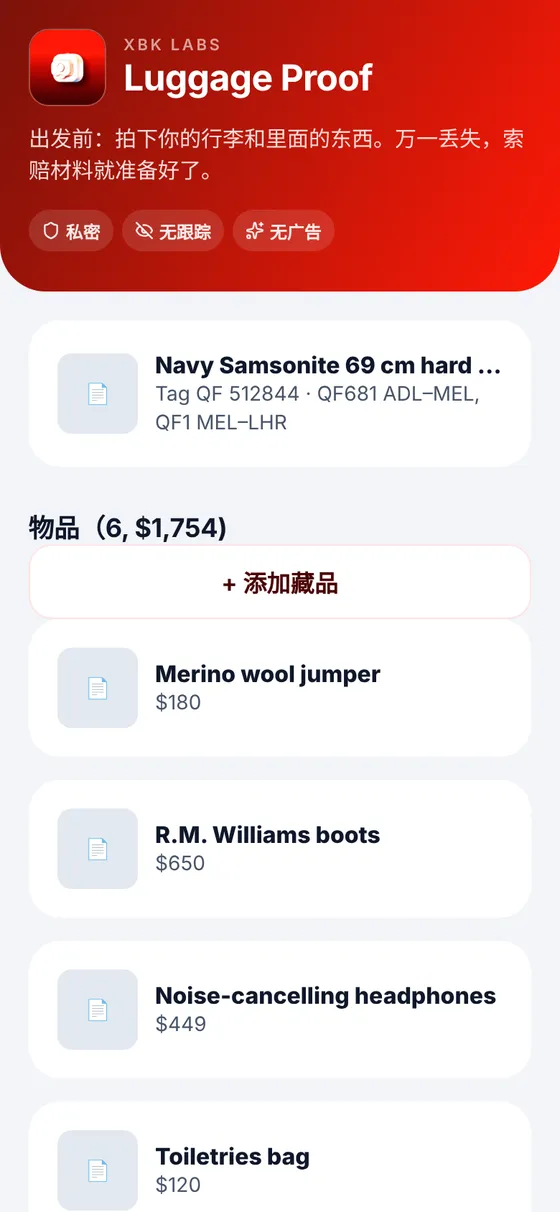 XBK LABS
Luggage Proof
出发前：拍下你的行李和里面的东西。万一丢失，索
赔材料就准备好了。
私密
无跟踪
无广告
Navy Samsonite 69 cm hard ...
Tag QF 512844 · QF681 ADL–MEL,
QF1 MEL–LHR
物品（6, $1,754)
+ 添加藏品
Merino wool jumper
$180
R.M. Williams boots
$650
Noise-cancelling headphones
$449
Toiletries bag
$120